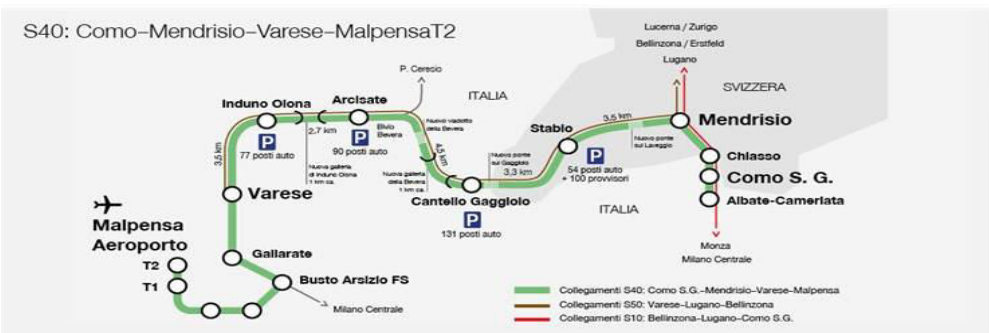 S40: Como-Mendrisio-Varese-MalpensaT2
Lucerna / Zurigo
Bellinzona / Erstfeld
Lugano
P. Ceresio
ITALIA
SVIZZERA
Induno Olona
Arcisate
2,7 km
P
77 posti auto
P
90 posti auto
Bivio
Bevera
Nuovo viadotto
della Bevera
3,5 km
Nuova galleria
di Induno Olona
1 km ca.
4,5 km
Nuova galleria
della Bevera
1 km ca.
Nuovo ponte
sul Gaggiolo
3,3 km
Stabio
3,5 km
Nuovo ponte
sul Laveggio
Mendrisio
P
54 posti auto
+ 100 provvisori
Chiasso
Como S. G.
Albate-Camerlata
Varese
Cantello Gaggiolo
P
131 posti auto
ITALIA
Malpensa
Aeroporto
T2
T1
Gallarate
Busto Arsizio FS
Milano Centrale
Monza
Milano Centrale
Collegamenti S40: Como S.G.-Mendrisio-Varese-Malpensa
Collegamenti S50: Varese-Lugano-Bellinzona
Collegamenti S10: Bellinzona-Lugano-Como S.G.